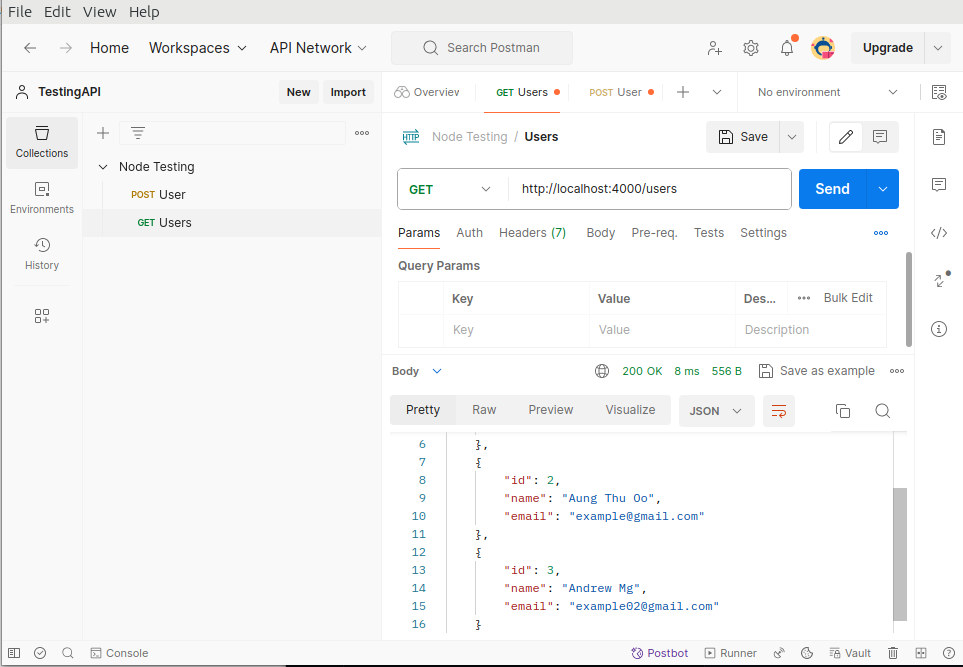 File Edit View Help
Home Workspaces API Network Search Postman Upgrade
TestingAPI New Import Overview GET Users POST User No environment
Collections
Environments
History
Node Testing
POST User
GET Users
HTTP Node Testing / Users Save
GET http://localhost:4000/users Send
Params Auth Headers (7) Body Pre-req. Tests Settings
Query Params
Key Value Des... Bulk Edit
Key Value Description
Body 200 OK 8 ms 556 B Save as example
Pretty Raw Preview Visualize JSON
6 },
7 {
8 "id": 2,
9 "name": "Aung Thu Oo",
10 "email": "example@gmail.com"
11 },
12 {
13 "id": 3,
14 "name": "Andrew Mg",
15 "email": "example02@gmail.com"
16 }
Console Postbot Runner Vault